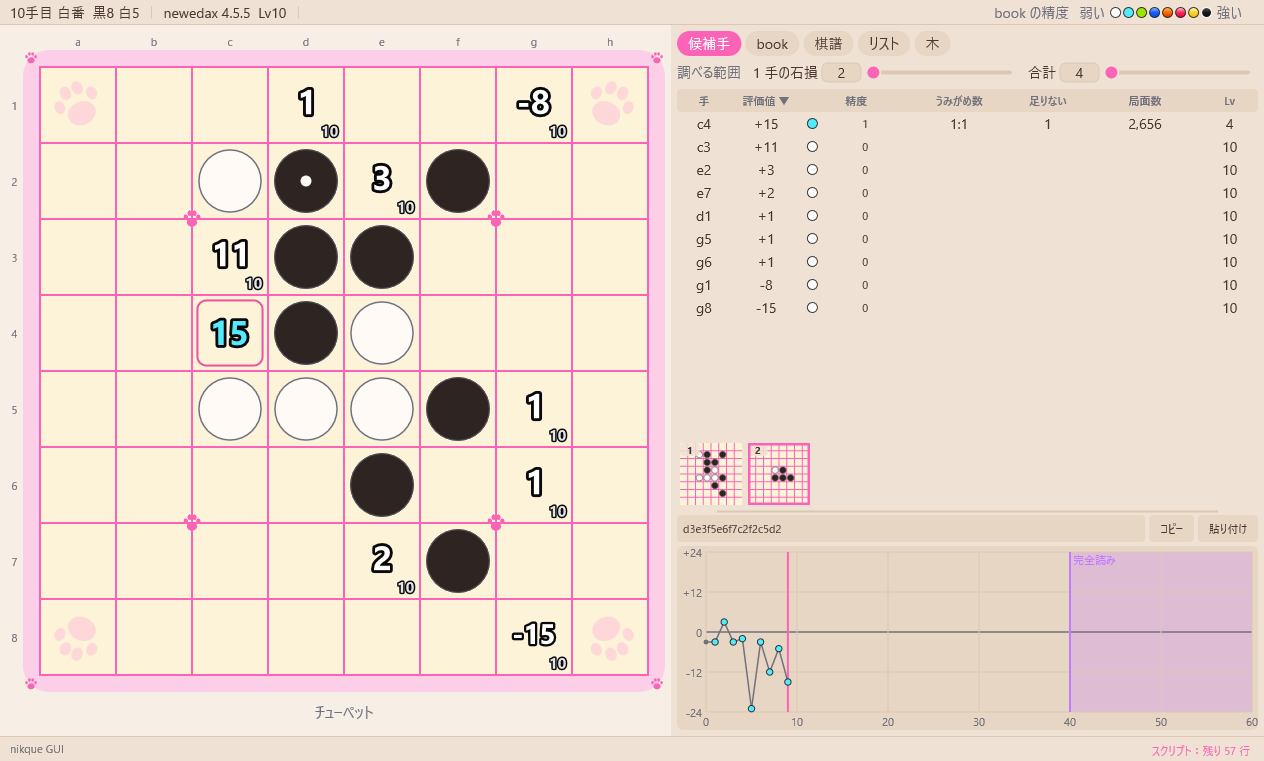 10手目 白番 黒8 白5 newedax 4.5.5 Lv10 book の精度 弱い 強い
a b c d e f g h
1 2 3 4 5 6 7 8
1 10 -8 10
3 10
11 10
15
1 10
1 10
2 10
-15 10
チューペット
候補手 book 棋譜 リスト 木
調べる範囲 1 手の石損 2 合計 4
手 評価値 ▼ 精度 うみがめ数 足りない 局面数 Lv
c4 +15 1 1:1 1 2,656 4
c3 +11 0 10
e2 +3 0 10
e7 +2 0 10
d1 +1 0 10
g5 +1 0 10
g6 +1 0 10
g1 -8 0 10
g8 -15 0 10
1 2
d3e3f5e6f7c2f2c5d2 コピー 貼り付け
+24
+12
0
-12
-24
完全読み
0 10 20 30 40 50 60
nikque GUI スクリプト：残り 57 行